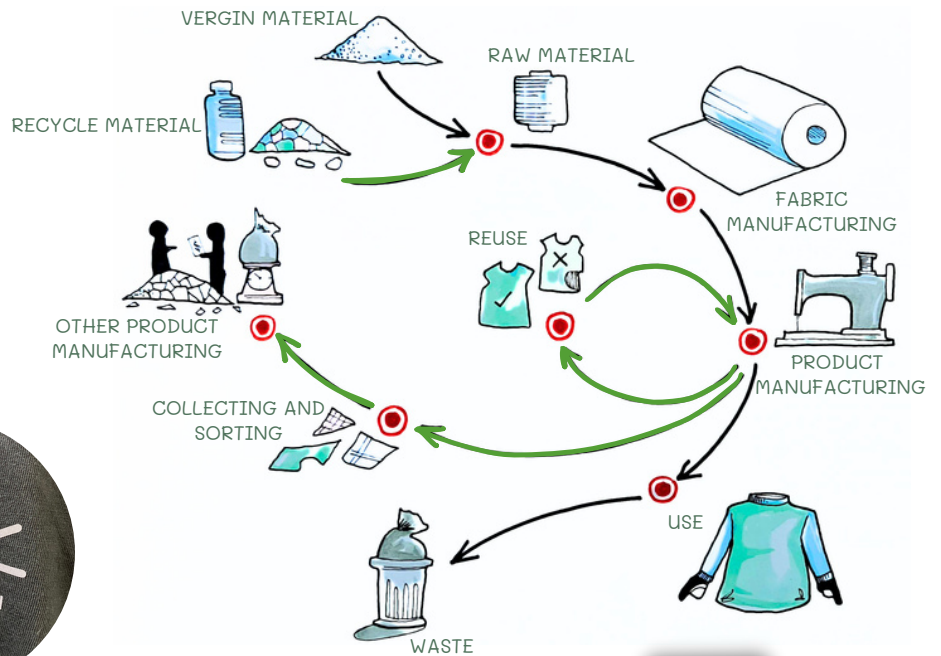 VERGIN MATERIAL
RAW MATERIAL
RECYCLE MATERIAL
FABRIC
MANUFACTURING
REUSE
OTHER PRODUCT
MANUFACTURING
PRODUCT
MANUFACTURING
COLLECTING AND
SORTING
USE
WASTE